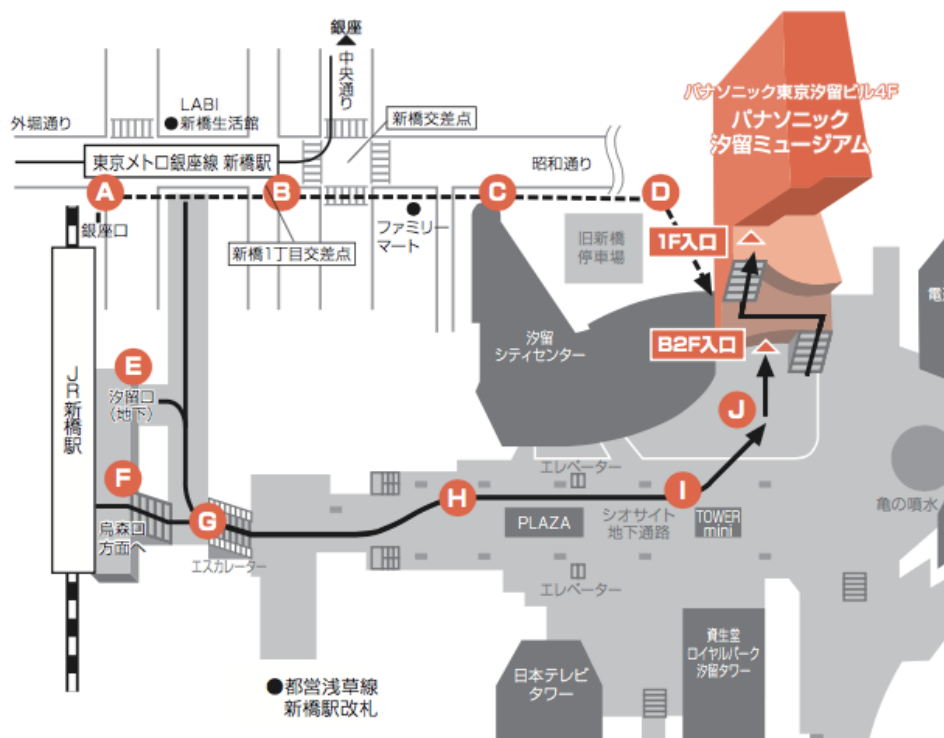 銀座
中央通り
LABI
●新橋生活館
外堀通り
新橋交差点
東京メトロ銀座線 新橋駅
昭和通り
パナソニック東京汐留ビル4F
パナソニック
汐留ミュージアム
A
B
C
D
銀座口
新橋1丁目交差点
ファミリー
マート
旧新橋
停車場
1F入口
汐留
シティセンター
B2F入口
JR新橋駅
E
汐留口
(地下)
J
F
烏森口
方面へ
G
エスカレーター
H
I
エレベーター
PLAZA
シオサイト
地下通路
TOWER
mini
亀の噴水
エレベーター
日本テレビ
タワー
資生堂
ロイヤルパーク
汐留タワー
●都営浅草線
新橋駅改札